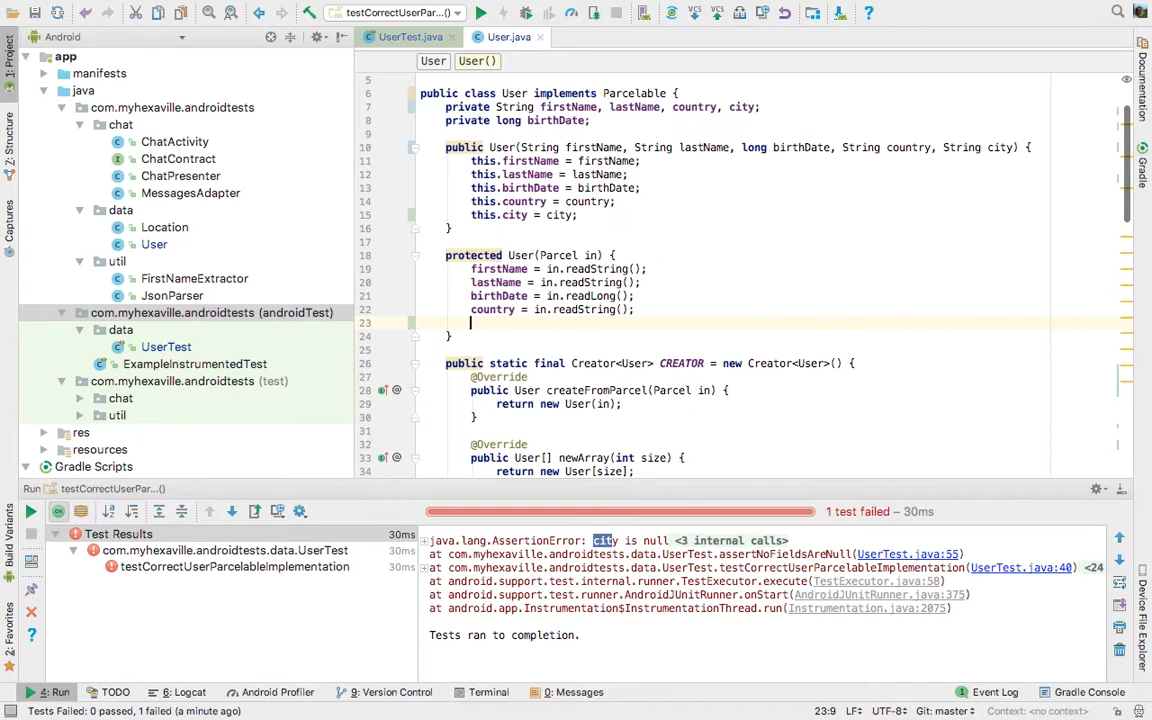 testCorrectUserPar...()
1: Project
Z: Structure
Captures
Build Variants
2: Favorites
Android
app
manifests
java
com.myhexaville.androidtests
chat
ChatActivity
ChatContract
ChatPresenter
MessagesAdapter
data
Location
User
util
FirstNameExtractor
JsonParser
com.myhexaville.androidtests (androidTest)
data
UserTest
ExampleInstrumentedTest
com.myhexaville.androidtests (test)
chat
util
res
resources
Gradle Scripts
UserTest.java
User.java
User
User()
5
6 public class User implements Parcelable {
7 private String firstName, lastName, country, city;
8 private long birthDate;
9
10 public User(String firstName, String lastName, long birthDate, String country, String city) {
11 this.firstName = firstName;
12 this.lastName = lastName;
13 this.birthDate = birthDate;
14 this.country = country;
15 this.city = city;
16 }
17
18 protected User(Parcel in) {
19 firstName = in.readString();
20 lastName = in.readString();
21 birthDate = in.readLong();
22 country = in.readString();
23
24 }
25
26 public static final Creator<User> CREATOR = new Creator<User>() {
27 @Override
28 @ public User createFromParcel(Parcel in) {
29 return new User(in);
30 }
31
32 @Override
33 @ public User[] newArray(int size) {
34 return new User[size];
Documentation
Gradle
Device File Explorer
Run testCorrectUserPar...()
1 test failed – 30ms
Test Results 30ms
com.myhexaville.androidtests.data.UserTest 30ms
testCorrectUserParcelableImplementation 30ms
java.lang.AssertionError: city is null <3 internal calls>
at com.myhexaville.androidtests.data.UserTest.assertNoFieldsAreNull(UserTest.java:55)
at com.myhexaville.androidtests.data.UserTest.testCorrectUserParcelableImplementation(UserTest.java:40) <24
at android.support.test.internal.runner.TestExecutor.execute(TestExecutor.java:58)
at android.support.test.runner.AndroidJUnitRunner.onStart(AndroidJUnitRunner.java:375)
at android.app.Instrumentation$InstrumentationThread.run(Instrumentation.java:2075)
Tests ran to completion.
4: Run
TODO
6: Logcat
Android Profiler
9: Version Control
Terminal
0: Messages
Event Log
Gradle Console
Tests Failed: 0 passed, 1 failed (a minute ago)
23:9
LF
UTF-8
Git: master
Context: <no context>